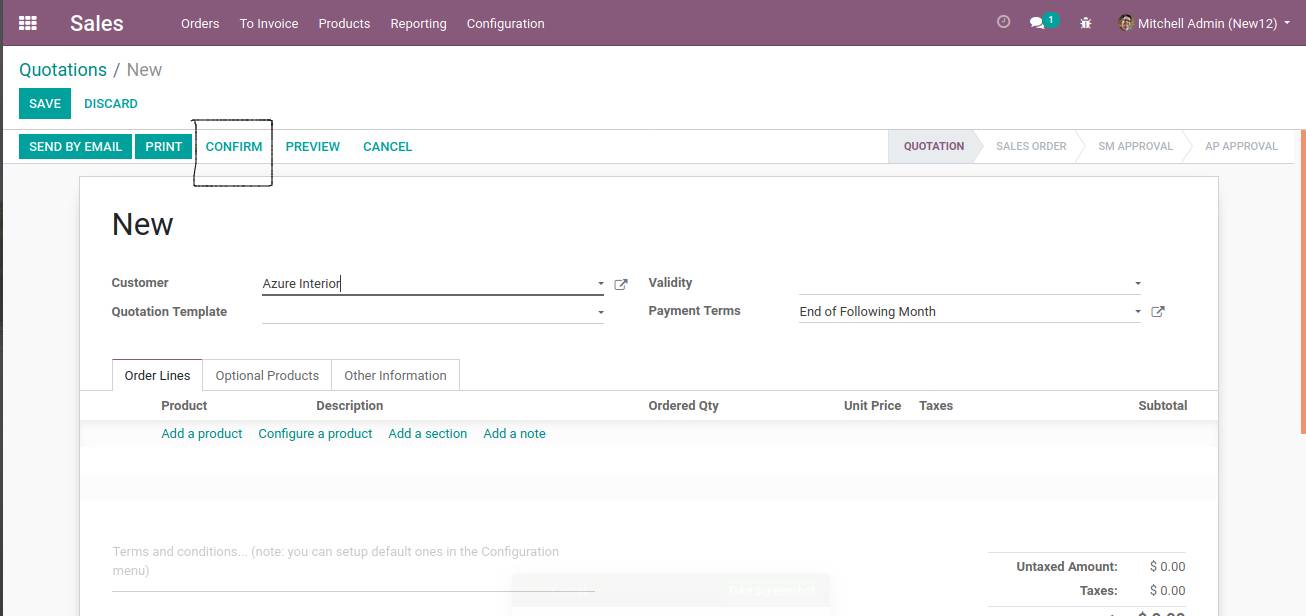 Sales Orders To Invoice Products Reporting Configuration 1 Mitchell Admin (New12)
Quotations / New
SAVE DISCARD
SEND BY EMAIL PRINT CONFIRM PREVIEW CANCEL QUOTATION SALES ORDER SM APPROVAL AP APPROVAL
New
Customer Azure Interior Validity
Quotation Template Payment Terms End of Following Month
Order Lines Optional Products Other Information
Product Description Ordered Qty Unit Price Taxes Subtotal
Add a product Configure a product Add a section Add a note
Terms and conditions... (note: you can setup default ones in the Configuration
menu)
Untaxed Amount: $ 0.00
Taxes: $ 0.00